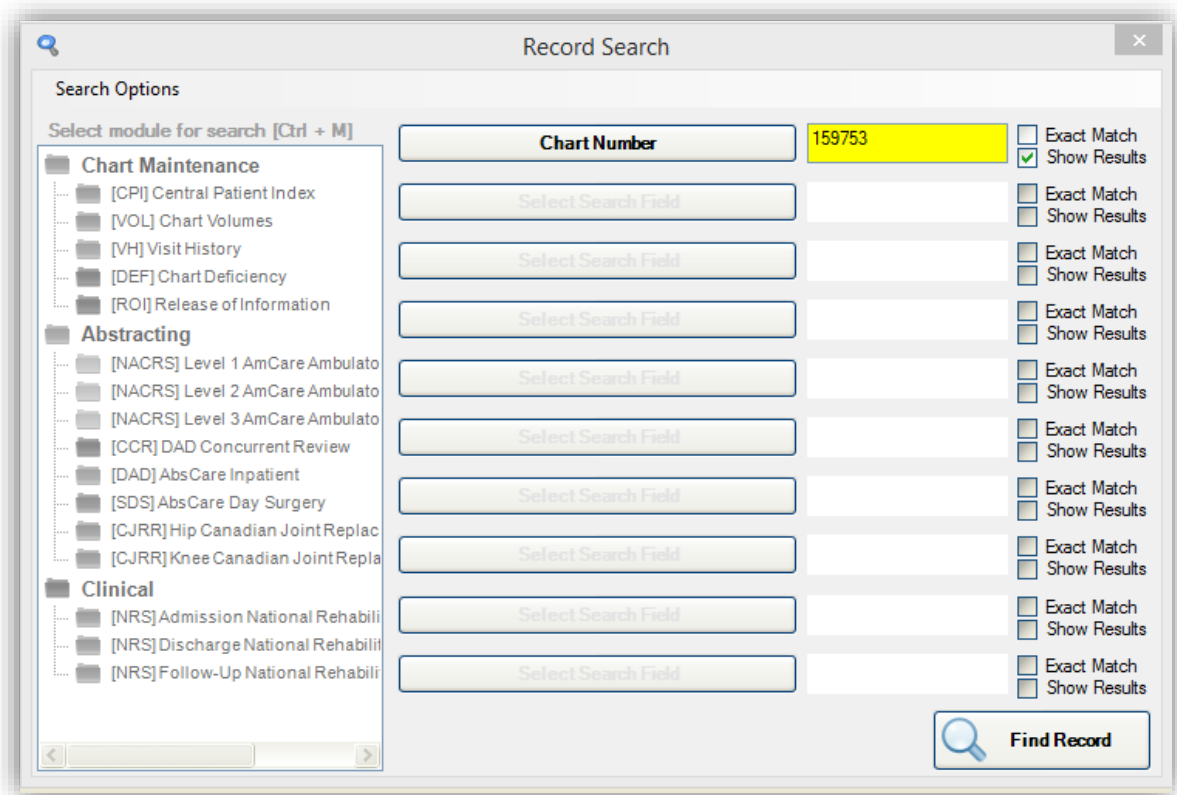 Record Search
Search Options
Select module for search [Ctrl + M]
Chart Maintenance
[CPI] Central Patient Index
[VOL] Chart Volumes
[VH] Visit History
[DEF] Chart Deficiency
[ROI] Release of Information
Abstracting
[NACRS] Level 1 AmCare Ambulato
[NACRS] Level 2 AmCare Ambulato
[NACRS] Level 3 AmCare Ambulato
[CCR] DAD Concurrent Review
[DAD] AbsCare Inpatient
[SDS] AbsCare Day Surgery
[CJRR] Hip Canadian Joint Replac
[CJRR] Knee Canadian Joint Repla
Clinical
[NRS] Admission National Rehabili
[NRS] Discharge National Rehabilit
[NRS] Follow-Up National Rehabilit
Chart Number
159753
Exact Match
Show Results
Select Search Field
Exact Match
Show Results
Select Search Field
Exact Match
Show Results
Select Search Field
Exact Match
Show Results
Select Search Field
Exact Match
Show Results
Select Search Field
Exact Match
Show Results
Select Search Field
Exact Match
Show Results
Select Search Field
Exact Match
Show Results
Select Search Field
Exact Match
Show Results
Select Search Field
Exact Match
Show Results
Find Record